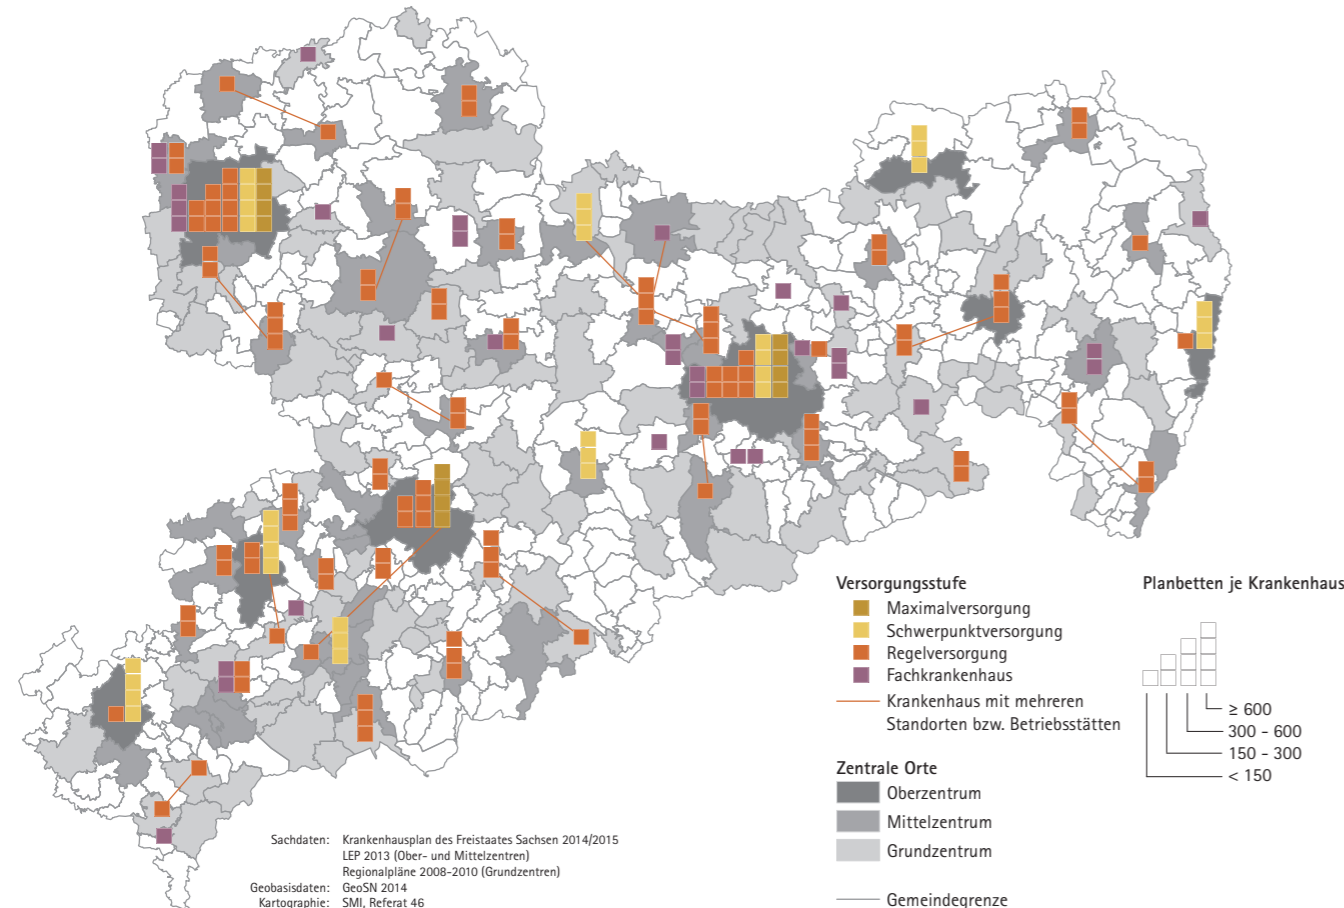 Versorgungsstufe
Maximalversorgung
Schwerpunktversorgung
Regelversorgung
Fachkrankenhaus
Krankenhaus mit mehreren
Standorten bzw. Betriebsstätten
Planbetten je Krankenhaus
≥ 600
300 - 600
150 - 300
< 150
Zentrale Orte
Oberzentrum
Mittelzentrum
Grundzentrum
Gemeindegrenze
Sachdaten: Krankenhausplan des Freistaates Sachsen 2014/2015
LEP 2013 (Ober- und Mittelzentren)
Regionalpläne 2008-2010 (Grundzentren)
Geobasisdaten: GeoSN 2014
Kartographie: SMI, Referat 46